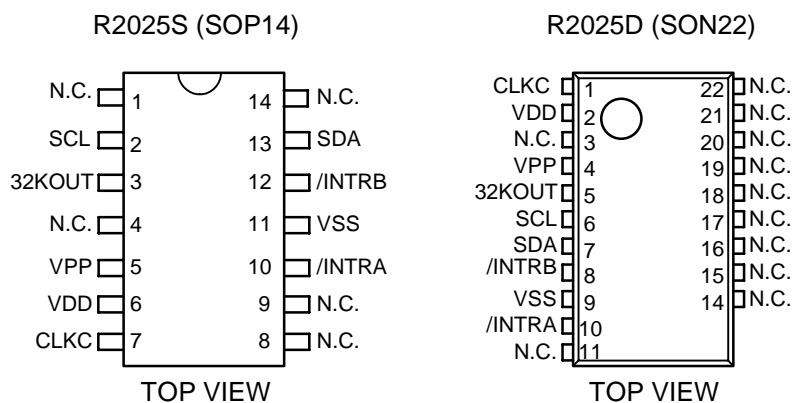 R2025S (SOP14)
N.C. 1 14 N.C.
SCL 2 13 SDA
32KOUT 3 12 /INTRB
N.C. 4 11 VSS
VPP 5 10 /INTRA
VDD 6 9 N.C.
CLKC 7 8 N.C.
TOP VIEW
R2025D (SON22)
CLKC 1 22 N.C.
VDD 2 21 N.C.
N.C. 3 20 N.C.
VPP 4 19 N.C.
32KOUT 5 18 N.C.
SCL 6 17 N.C.
SDA 7 16 N.C.
/INTRB 8 15 N.C.
VSS 9 14 N.C.
/INTRA 10
N.C. 11
TOP VIEW